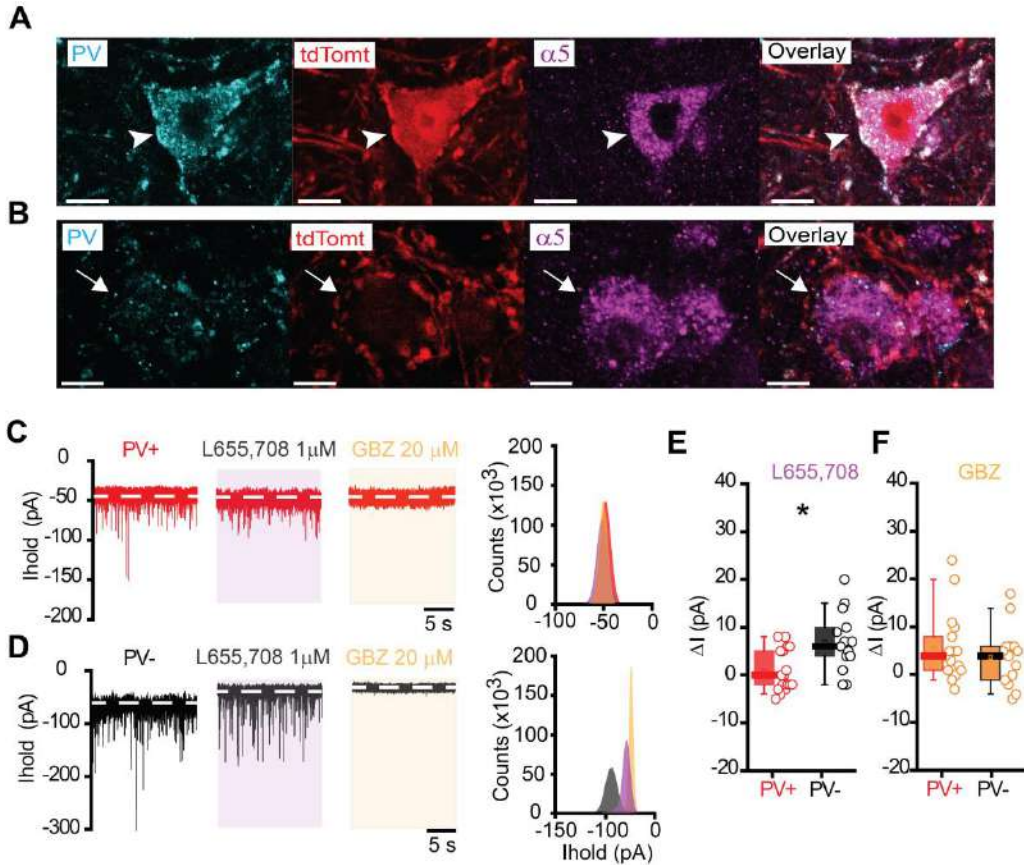 A
PV
tdTomt
α5
Overlay
B
PV
tdTomt
α5
Overlay
C
PV+
L655,708 1μM
GBZ 20 μM
Ihold (pA)
0
-50
-100
-150
-200
5 s
Counts (x10³)
200
150
100
50
0
-100
-50
0
D
PV-
L655,708 1μM
GBZ 20 μM
Ihold (pA)
0
-100
-200
-300
5 s
Counts (x10³)
200
150
100
50
0
-150
-100
-50
0
Ihold (pA)
E
L655,708
*
ΔI (pA)
40
30
20
10
0
-10
-20
PV+ PV-
F
GBZ
ΔI (pA)
40
30
20
10
0
-10
-20
PV+ PV-